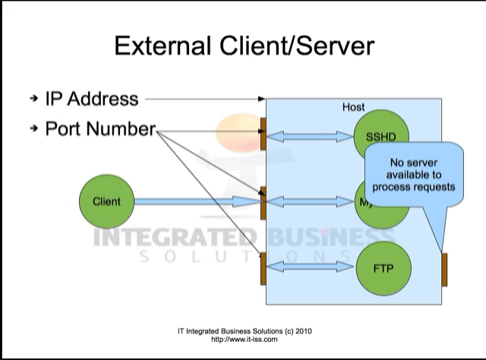 External Client/Server
IP Address
Port Number
Host
SSHD
No server
available to
process requests
Client
My
INTEGRATED BUSINESS
SOLUTIONS
FTP
IT Integrated Business Solutions (c) 2010
http://www.it-iss.com